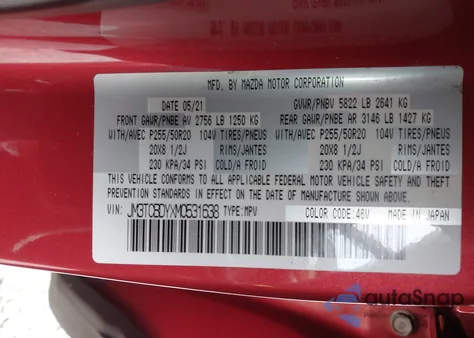 MFD. BY MAZDA MOTOR CORPORATION
DATE 05/21 GVWR/PNBV 5822 LB 2641 KG
FRONT GAWR/PNBE AV 2756 LB 1250 KG REAR GAWR/PNBE AR 3146 LB 1427 KG
WITH/AVEC P255/50R20 104V TIRES/PNEUS WITH/AVEC P255/50R20 104V TIRES/PNEUS
20X8 1/2J RIMS/JANTES 20X8 1/2J RIMS/JANTES
230 KPA/34 PSI COLD/A FROID 230 KPA/34 PSI COLD/A FROID
THIS VEHICLE CONFORMS TO ALL APPLICABLE FEDERAL MOTOR VEHICLE
THEFT PREVENTION STANDARDS IN EFFECT ON THE DATE OF MANUFACTURE SHOWN ABOVE.
VIN: JM3TCBDYXM0531638 TYPE:MPV COLOR CODE:46V MADE IN JAPAN
autoSnap